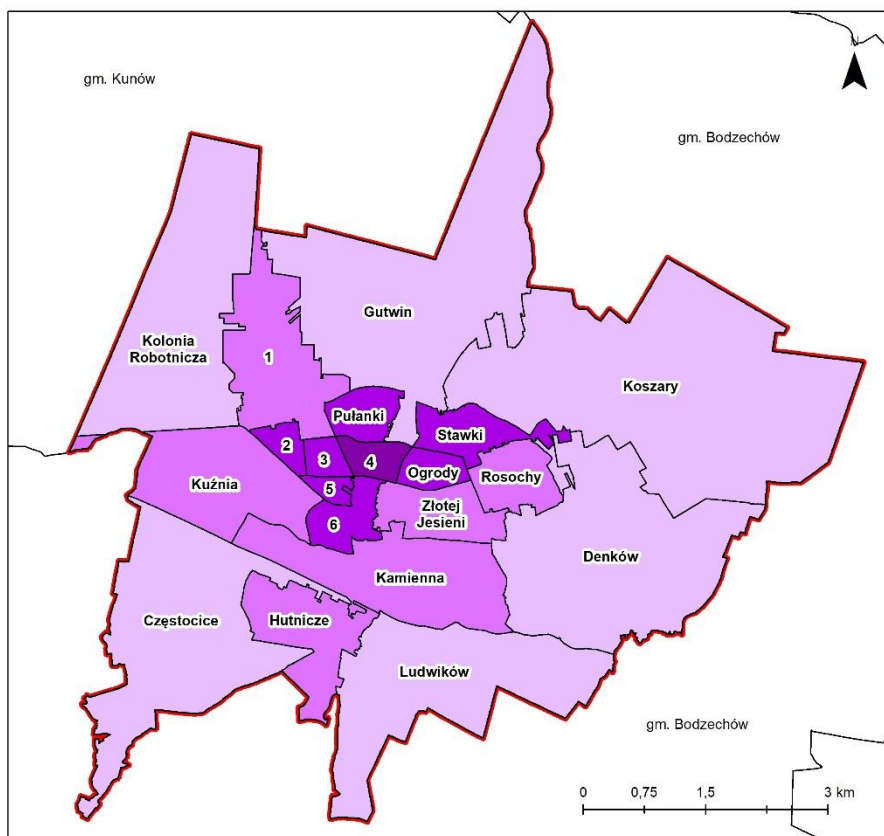 N
gm. Kunów
gm. Bodzechów
Gutwin
Kolonia
Robotnicza
1
Koszary
Pułanki
Stawki
2
3
4
Ogrody
Rosochy
Kuźnia
5
Złotej
Jesieni
6
Denków
Kamienna
Częstocice
Hutnicze
Ludwików
gm. Bodzechów
0 0,75 1,5 3 km